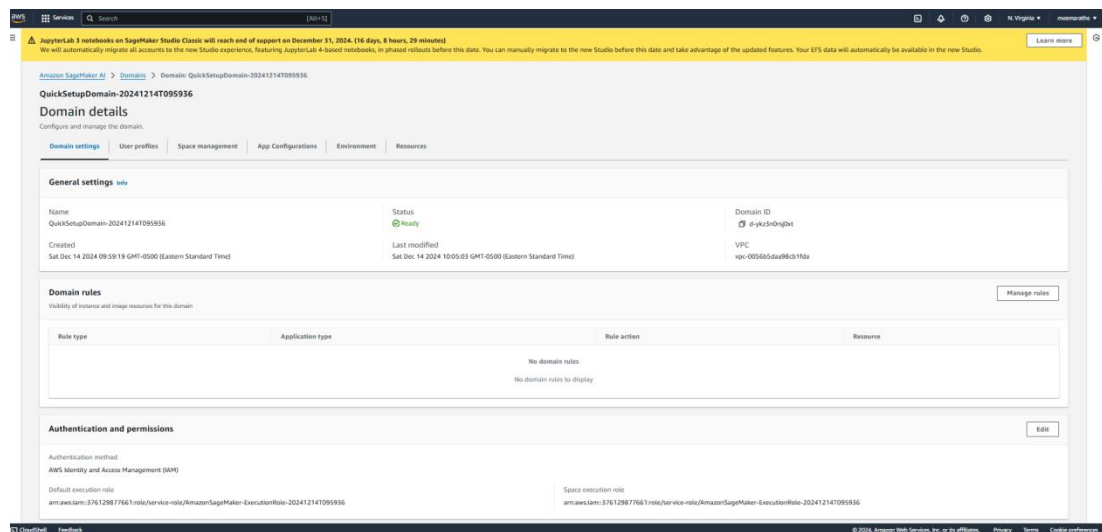 aws
Services
Search
[Alt+S]
N. Virginia
meemarathe
JupyterLab 3 notebooks on SageMaker Studio Classic will reach end of support on December 31, 2024. (16 days, 8 hours, 29 minutes)
We will automatically migrate all accounts to the new Studio experience, featuring JupyterLab 4-based notebooks, in phased rollouts before this date. You can manually migrate to the new Studio before this date and take advantage of the updated features. Your EFS data will automatically be available in the new Studio.
Learn more
Amazon SageMaker AI > Domains > Domain: QuickSetupDomain-20241214T095936
QuickSetupDomain-20241214T095936
Domain details
Configure and manage the domain.
Domain settings
User profiles
Space management
App Configurations
Environment
Resources
General settings Info
Name
Status
Domain ID
QuickSetupDomain-20241214T095936
Ready
d-ykz3n0rsj0xt
Created
Last modified
VPC
Sat Dec 14 2024 09:59:19 GMT-0500 (Eastern Standard Time)
Sat Dec 14 2024 10:05:03 GMT-0500 (Eastern Standard Time)
vpc-0056b5daa98cb1fda
Domain rules
Manage rules
Visibility of instance and image resources for this domain
Rule type
Application type
Rule action
Resource
No domain rules
No domain rules to display
Authentication and permissions
Edit
Authentication method
AWS Identity and Access Management (IAM)
Default execution role
Space execution role
arn:aws:iam::376129877661:role/service-role/AmazonSageMaker-ExecutionRole-20241214T095936
arn:aws:iam::376129877661:role/service-role/AmazonSageMaker-ExecutionRole-20241214T095936
CloudShell
Feedback
© 2024, Amazon Web Services, Inc. or its affiliates.
Privacy
Terms
Cookie preferences